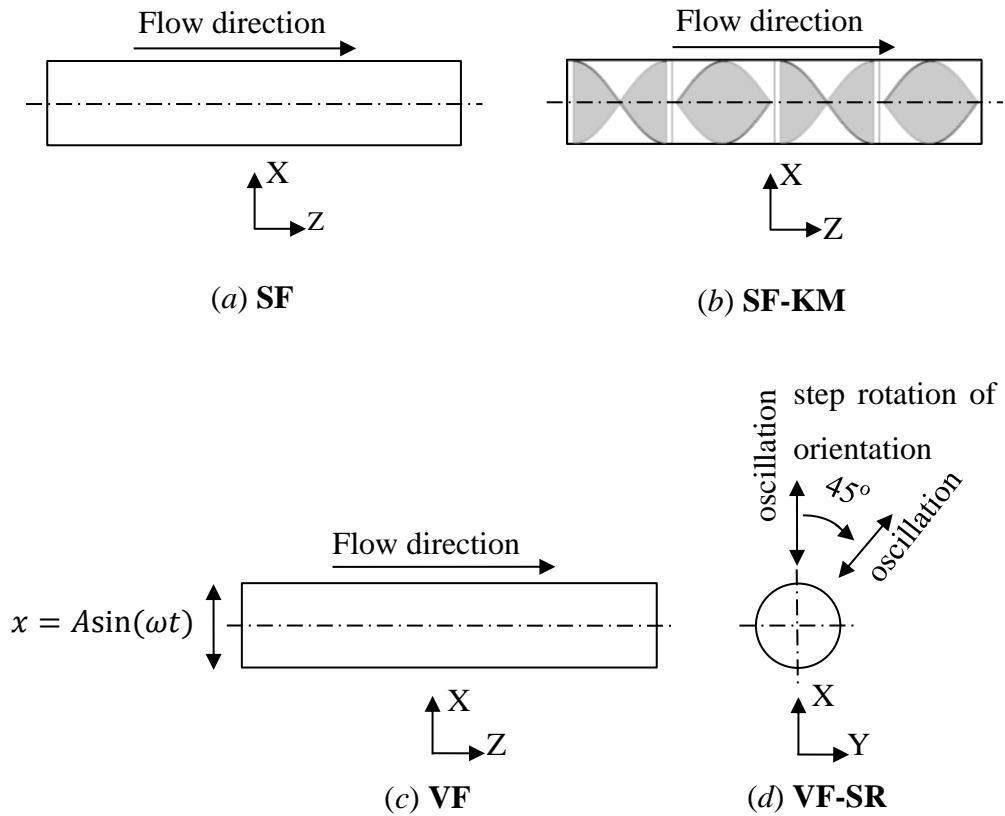 Flow direction
X
Z
(a) SF
Flow direction
X
Z
(b) SF-KM
x = Asin(ωt)
Flow direction
X
Z
(c) VF
oscillation
step rotation of
orientation
45°
oscillation
X
Y
(d) VF-SR